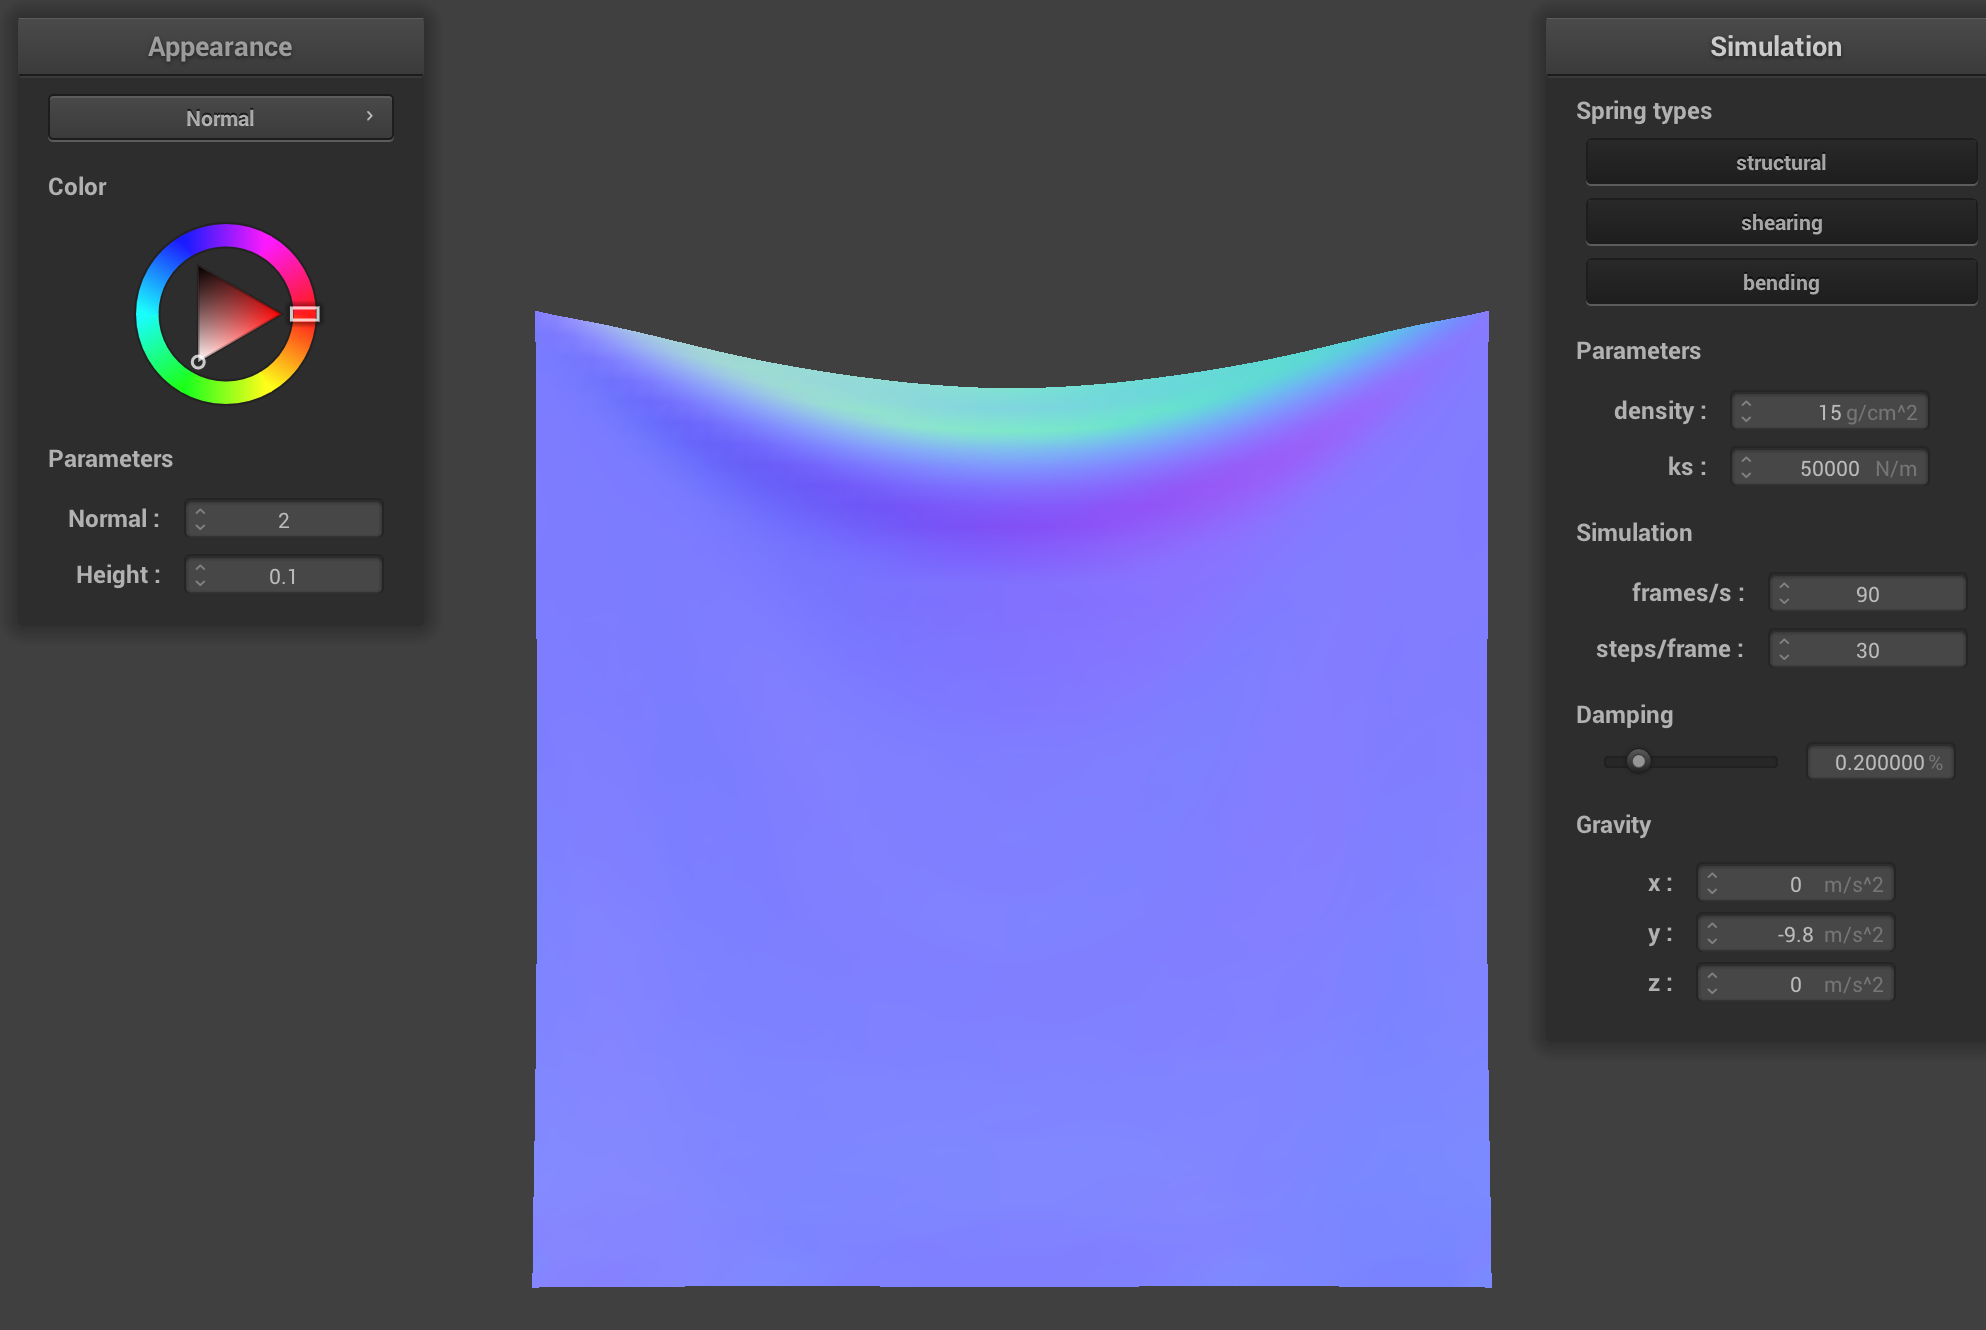 Appearance
Normal
Color
Parameters
Normal : 2
Height : 0.1
Simulation
Spring types
structural
shearing
bending
Parameters
density : 15 g/cm^2
ks : 50000 N/m
Simulation
frames/s : 90
steps/frame : 30
Damping
0.200000 %
Gravity
x : 0 m/s^2
y : -9.8 m/s^2
z : 0 m/s^2